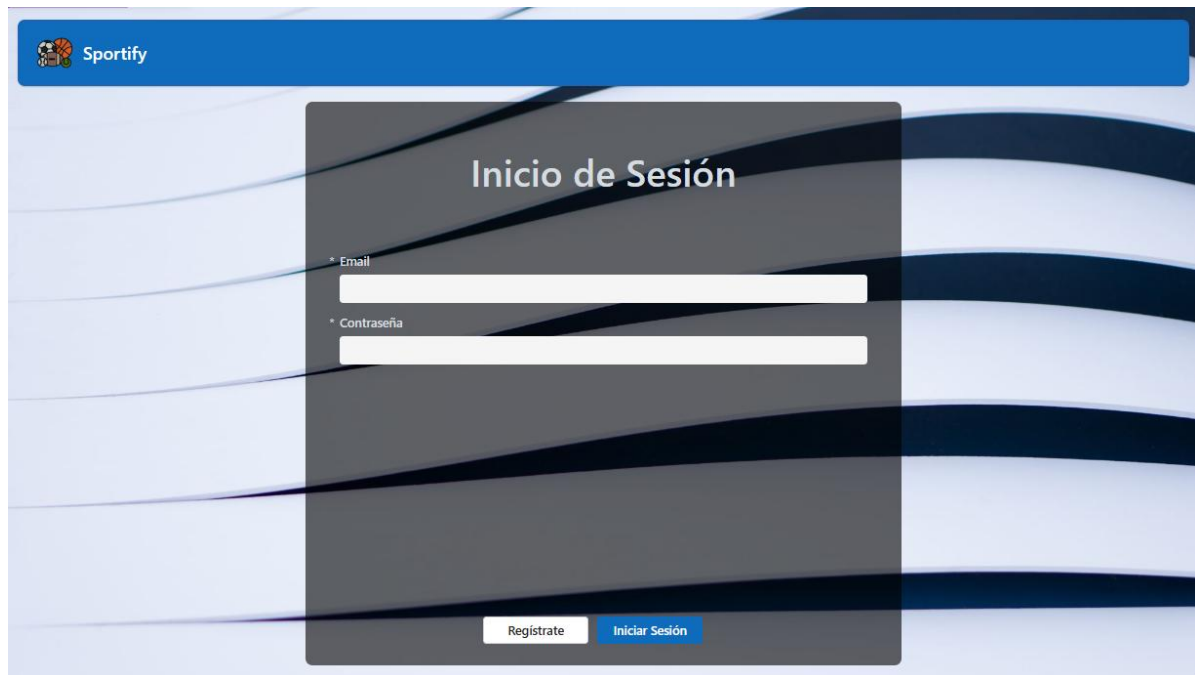 Sportify
Inicio de Sesión
* Email
* Contraseña
Regístrate Iniciar Sesión